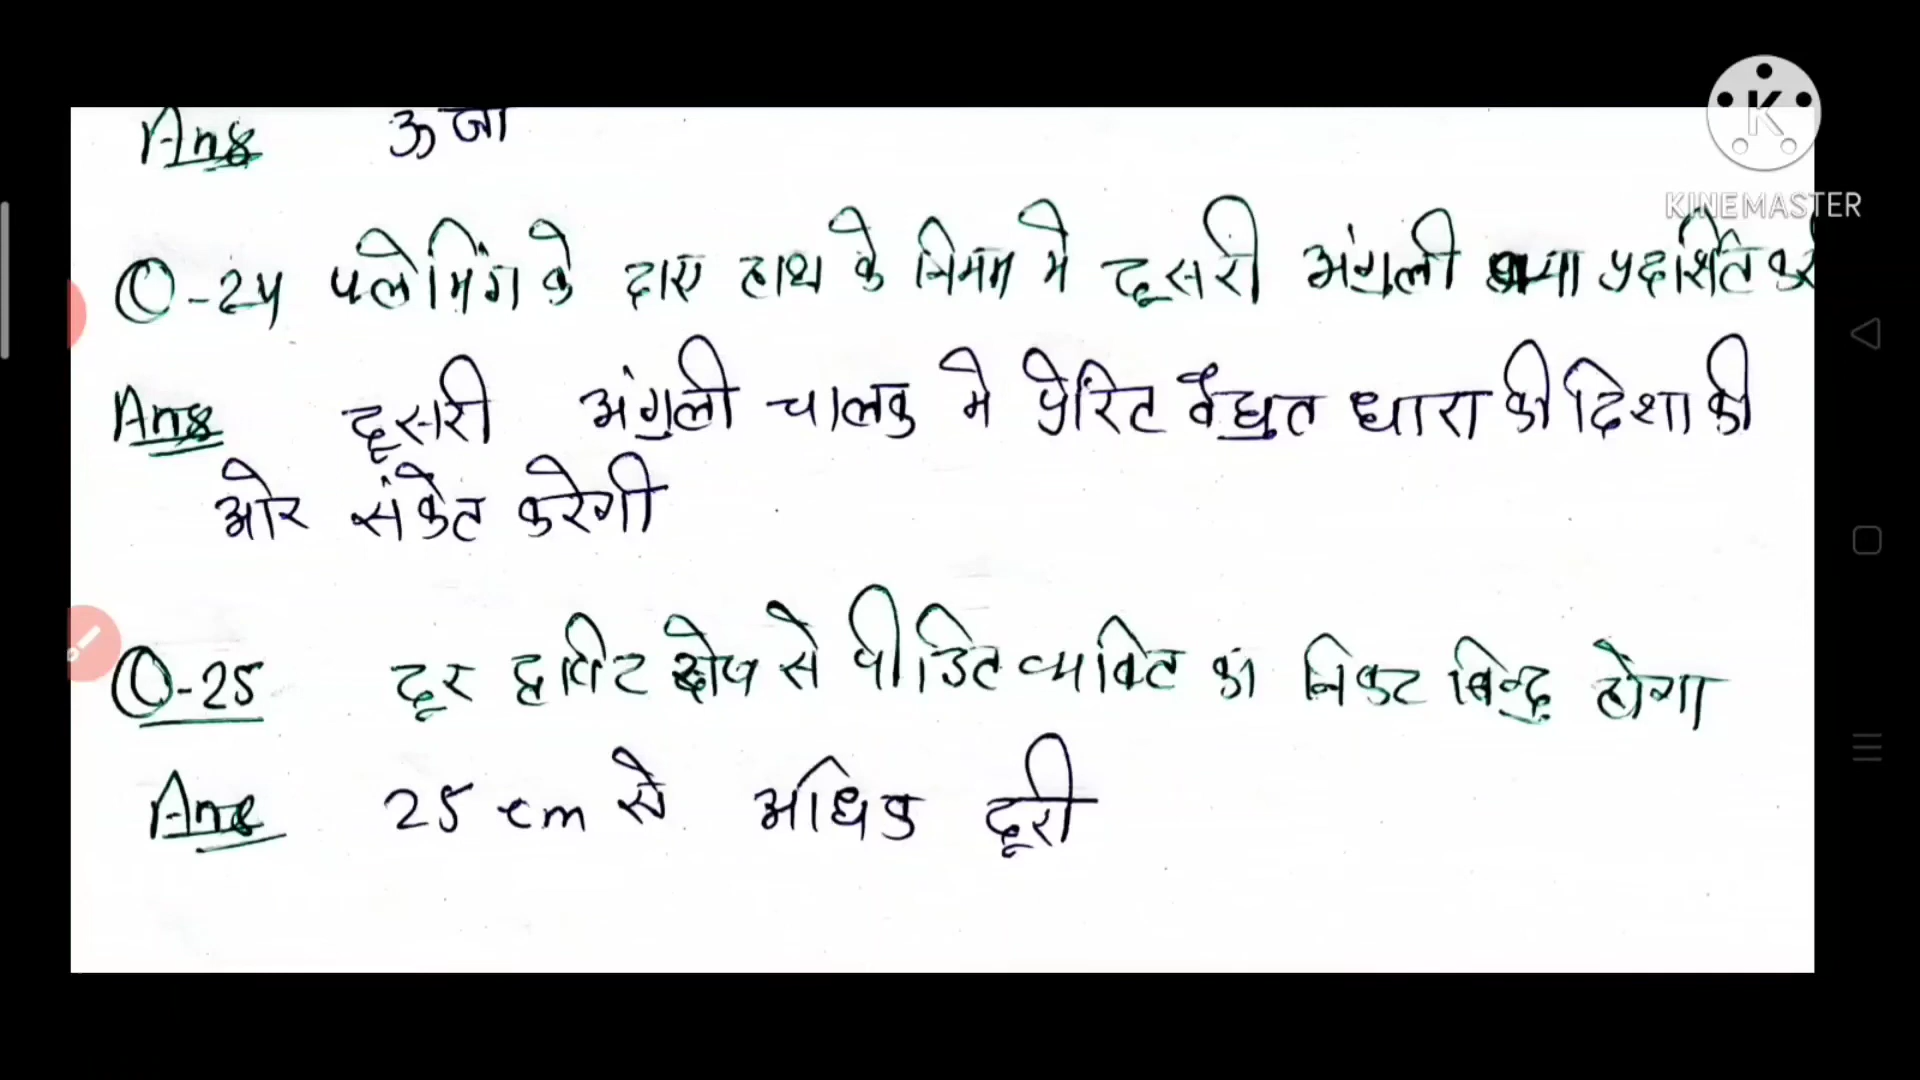 Ans ऊर्जा
KINEMASTER
Q-24 फ्लेमिंग के दाए हाथ के नियम मे दूसरी अंगुली क्या प्रदर्शित कर
Ans दूसरी अंगुली चालक मे प्रेरित वैधुत धारा की दिशा की
ओर संकेत करेगी
Q-25 दूर दृष्टि दोष से पीडित व्यक्ति का निकट बिन्दु होगा
Ans 25 cm से अधिक दूरी